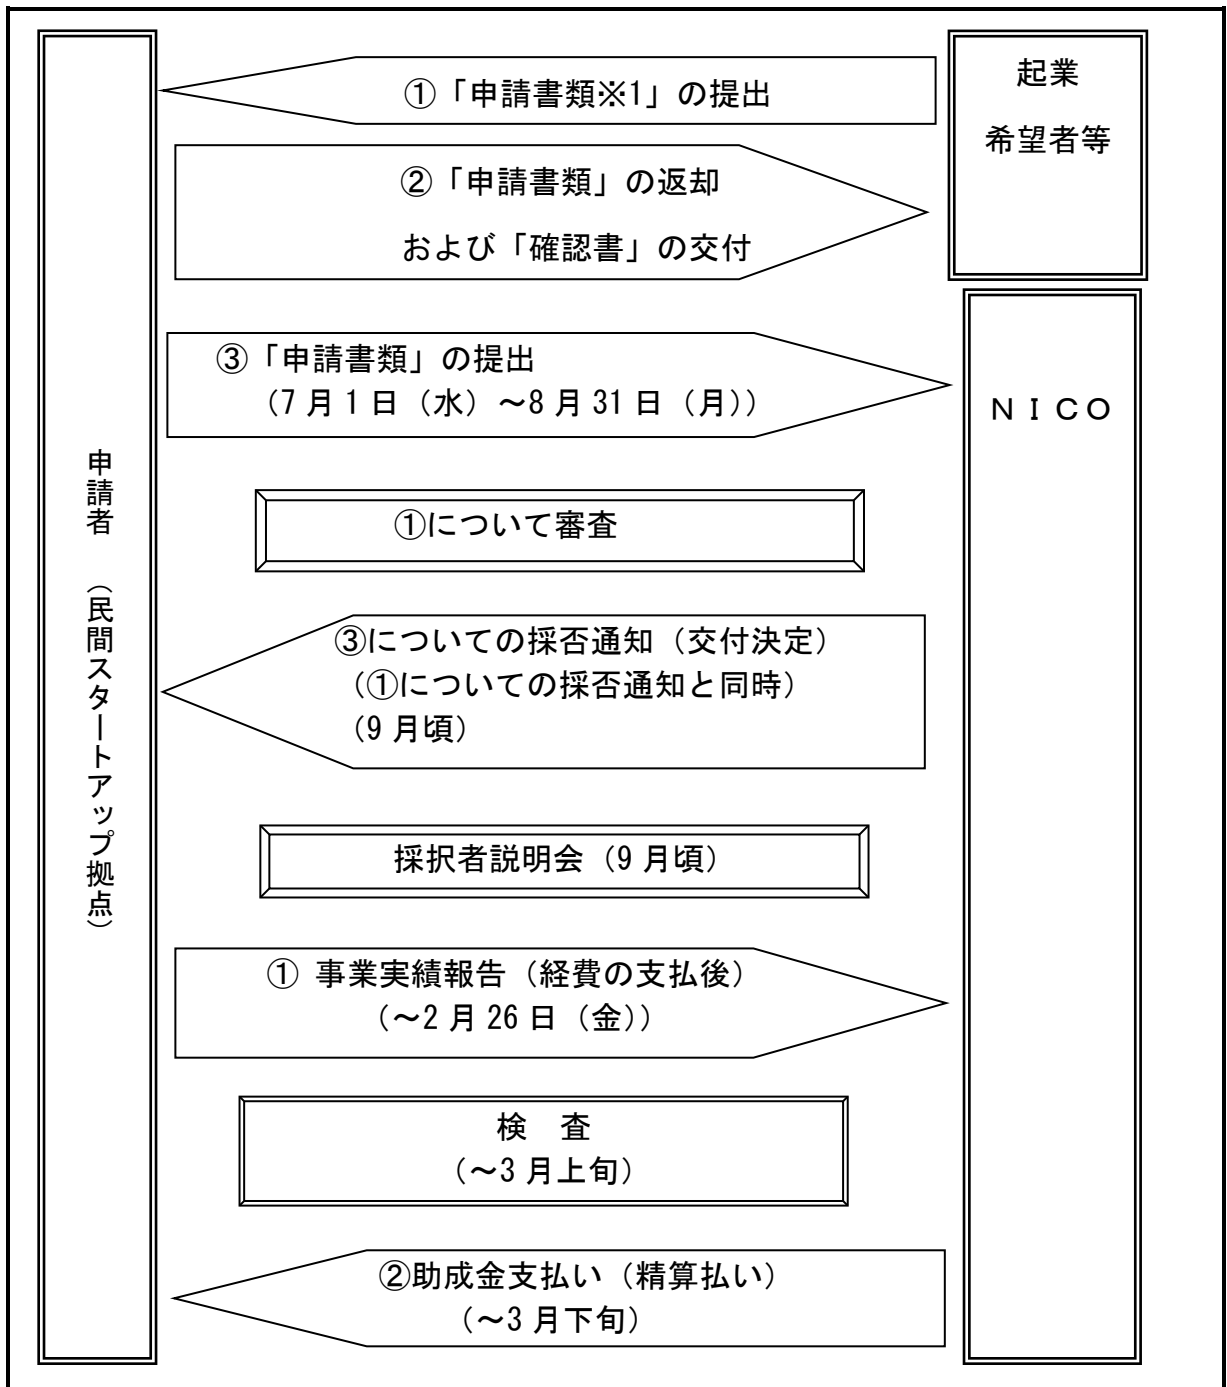 ①「申請書類※1」の提出
起業
希望者等
②「申請書類」の返却
および「確認書」の交付
③「申請書類」の提出
（7月1日（水）～8月31日（月））
ＮＩＣＯ
申請者　（民間スタートアップ拠点）
①について審査
③についての採否通知（交付決定）
（①についての採否通知と同時）
（9月頃）
採択者説明会（9月頃）
① 事業実績報告（経費の支払後）
（～2月26日（金））
検　査
（～3月上旬）
②助成金支払い（精算払い）
（～3月下旬）